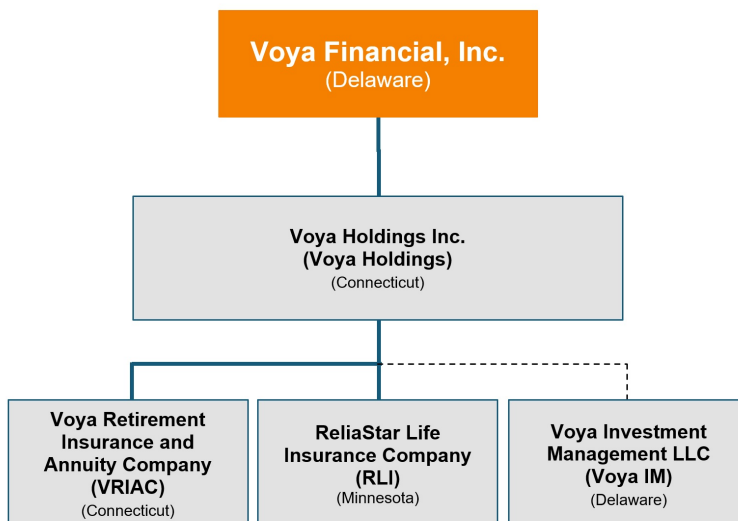 Voya Financial, Inc.
(Delaware)
Voya Holdings Inc.
(Voya Holdings)
(Connecticut)
Voya Retirement
Insurance and
Annuity Company
(VRIAC)
(Connecticut)
ReliaStar Life
Insurance Company
(RLI)
(Minnesota)
Voya Investment
Management LLC
(Voya IM)
(Delaware)